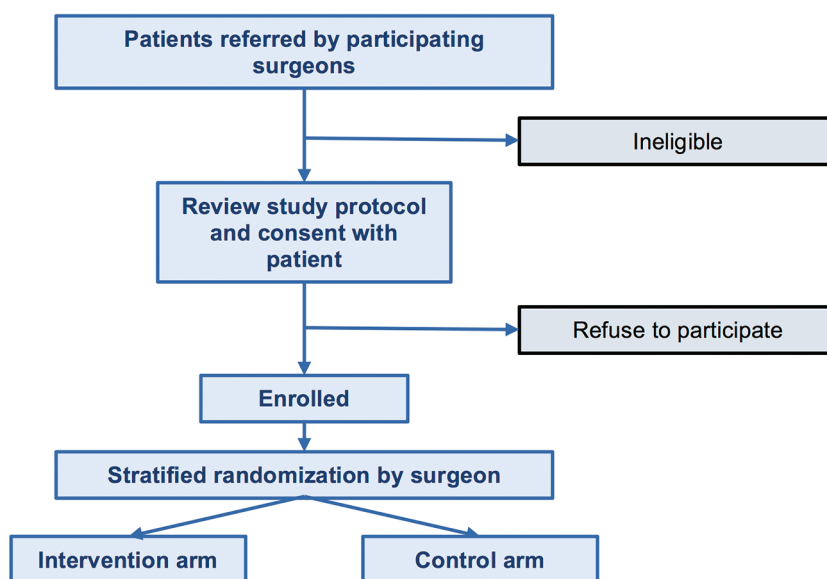 Patients referred by participating
surgeons
Ineligible
Review study protocol
and consent with
patient
Refuse to participate
Enrolled
Stratified randomization by surgeon
Intervention arm
Control arm